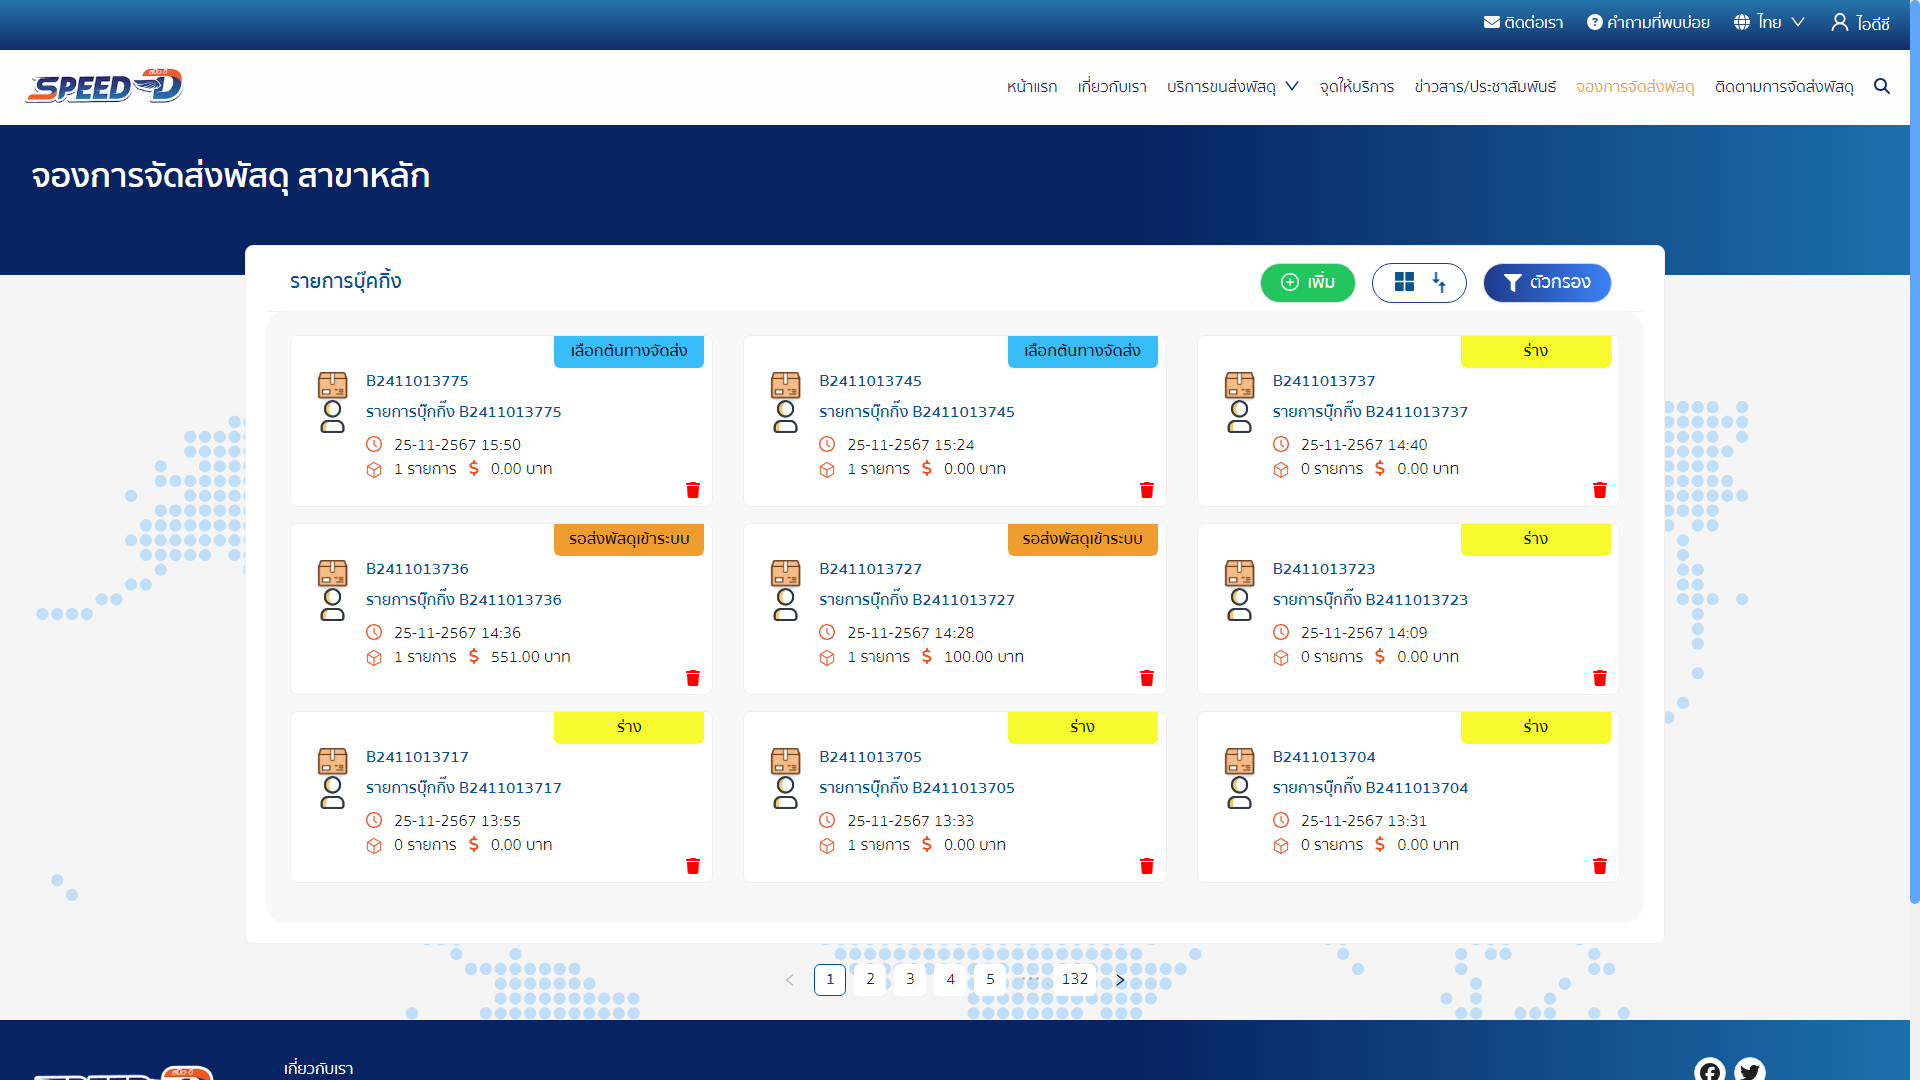 ติดต่อเรา คำถามที่พบบ่อย ไทย ไอดีซี
SPEED-D สปีด-ดี
หน้าแรก เกี่ยวกับเรา บริการขนส่งพัสดุ จุดให้บริการ ข่าวสาร/ประชาสัมพันธ์ จองการจัดส่งพัสดุ ติดตามการจัดส่งพัสดุ
จองการจัดส่งพัสดุ สาขาหลัก
รายการบุ๊คกิ้ง เพิ่ม ตัวกรอง
เลือกต้นทางจัดส่ง
B2411013775
รายการบุ๊กกิ๊ง B2411013775
25-11-2567 15:50
1 รายการ $ 0.00 บาท
เลือกต้นทางจัดส่ง
B2411013745
รายการบุ๊กกิ๊ง B2411013745
25-11-2567 15:24
1 รายการ $ 0.00 บาท
ร่าง
B2411013737
รายการบุ๊กกิ๊ง B2411013737
25-11-2567 14:40
0 รายการ $ 0.00 บาท
รอส่งพัสดุเข้าระบบ
B2411013736
รายการบุ๊กกิ๊ง B2411013736
25-11-2567 14:36
1 รายการ $ 551.00 บาท
รอส่งพัสดุเข้าระบบ
B2411013727
รายการบุ๊กกิ๊ง B2411013727
25-11-2567 14:28
1 รายการ $ 100.00 บาท
ร่าง
B2411013723
รายการบุ๊กกิ๊ง B2411013723
25-11-2567 14:09
0 รายการ $ 0.00 บาท
ร่าง
B2411013717
รายการบุ๊กกิ๊ง B2411013717
25-11-2567 13:55
0 รายการ $ 0.00 บาท
ร่าง
B2411013705
รายการบุ๊กกิ๊ง B2411013705
25-11-2567 13:33
1 รายการ $ 0.00 บาท
ร่าง
B2411013704
รายการบุ๊กกิ๊ง B2411013704
25-11-2567 13:31
0 รายการ $ 0.00 บาท
1 2 3 4 5 ••• 132
เกี่ยวกับเรา